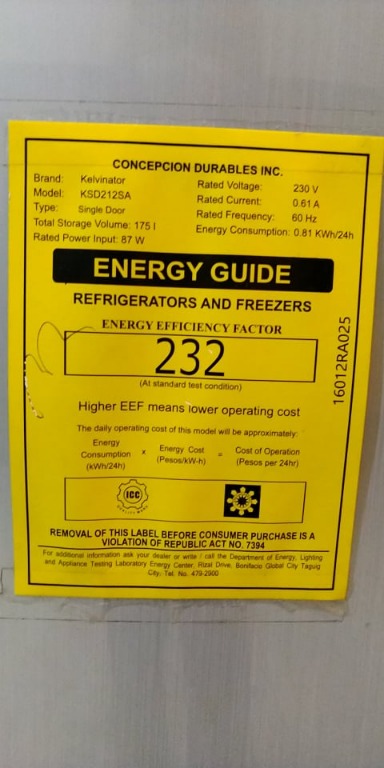 CONCEPCION DURABLES INC.
Brand: Kelvinator
Model: KSD212SA
Type: Single Door
Total Storage Volume: 175 l
Rated Power Input: 87 W
Rated Voltage: 230 V
Rated Current: 0.61 A
Rated Frequency: 60 Hz
Energy Consumption: 0.81 KWh/24h
ENERGY GUIDE
REFRIGERATORS AND FREEZERS
ENERGY EFFICIENCY FACTOR
232
(At standard test condition)
16012RA025
Higher EEF means lower operating cost
The daily operating cost of this model will be approximately:
Energy Consumption (kWh/24h) x Energy Cost (Pesos/kW-h) = Cost of Operation (Pesos per 24hr)
ICC
REMOVAL OF THIS LABEL BEFORE CONSUMER PURCHASE IS A
VIOLATION OF REPUBLIC ACT NO. 7394
For additional information ask your dealer or write / call the Department of Energy, Lighting
and Appliance Testing Laboratory Energy Center, Rizal Drive, Bonifacio Global City Taguig
City, Tel. No. 479-2900